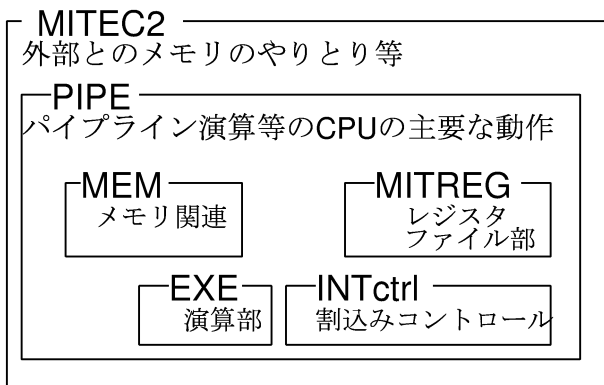 MITEC2
外部とのメモリのやりとり等
PIPE
パイプライン演算等のCPUの主要な動作
MEM
メモリ関連
MITREG
レジスタ
ファイル部
EXE
演算部
INTctrl
割込みコントロール